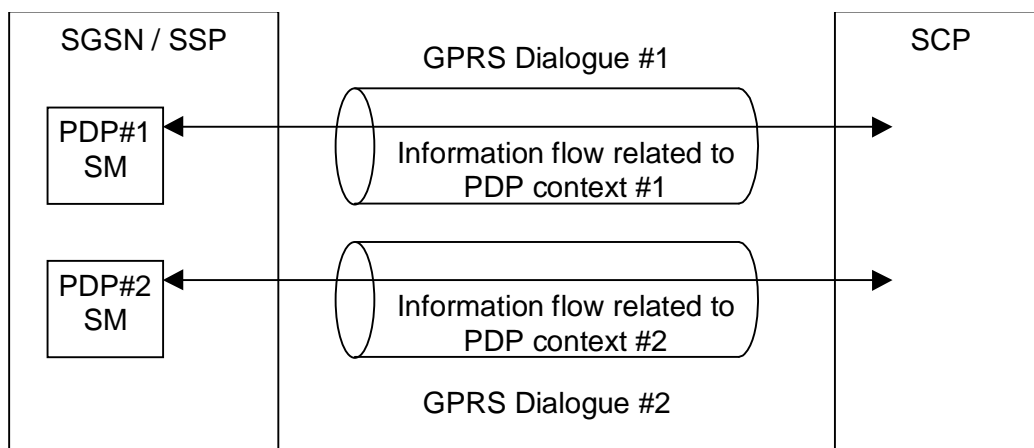 SGSN / SSP
SCP
GPRS Dialogue #1
PDP#1
SM
Information flow related to
PDP context #1
PDP#2
SM
Information flow related to
PDP context #2
GPRS Dialogue #2